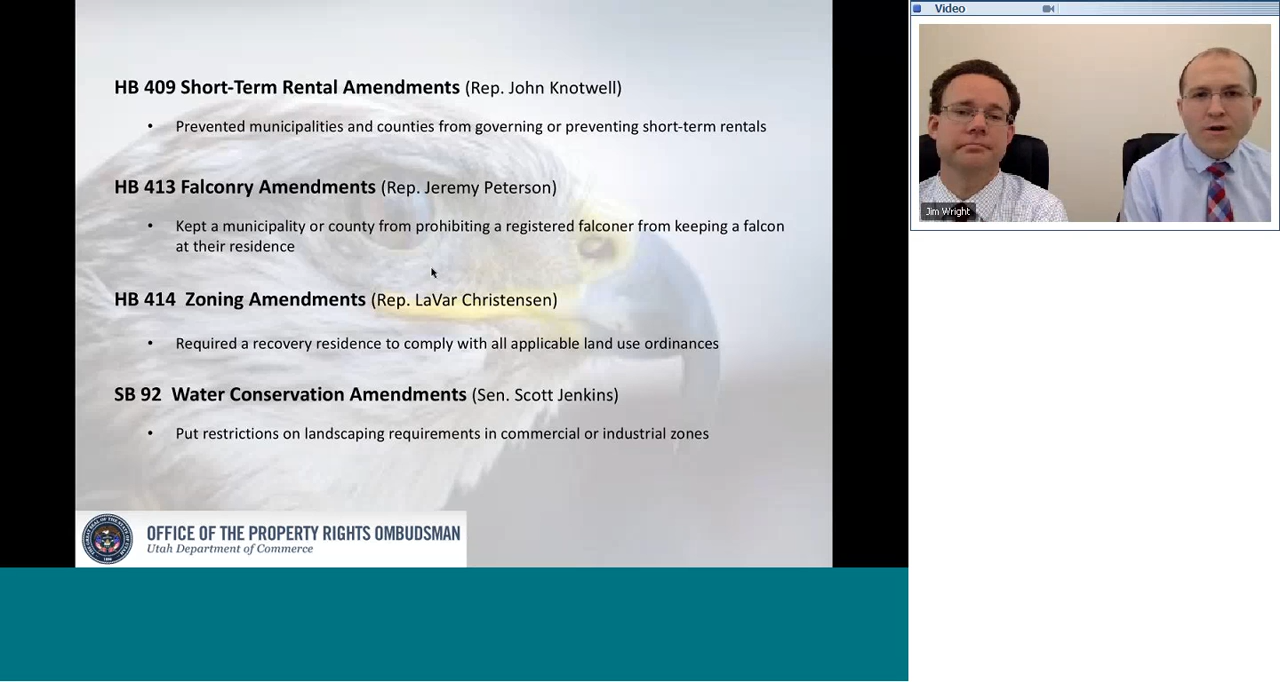 Video
HB 409 Short-Term Rental Amendments (Rep. John Knotwell)
• Prevented municipalities and counties from governing or preventing short-term rentals
HB 413 Falconry Amendments (Rep. Jeremy Peterson)
• Kept a municipality or county from prohibiting a registered falconer from keeping a falcon
at their residence
HB 414  Zoning Amendments (Rep. LaVar Christensen)
• Required a recovery residence to comply with all applicable land use ordinances
SB 92  Water Conservation Amendments (Sen. Scott Jenkins)
• Put restrictions on landscaping requirements in commercial or industrial zones
OFFICE OF THE PROPERTY RIGHTS OMBUDSMAN
Utah Department of Commerce
Jim Wright